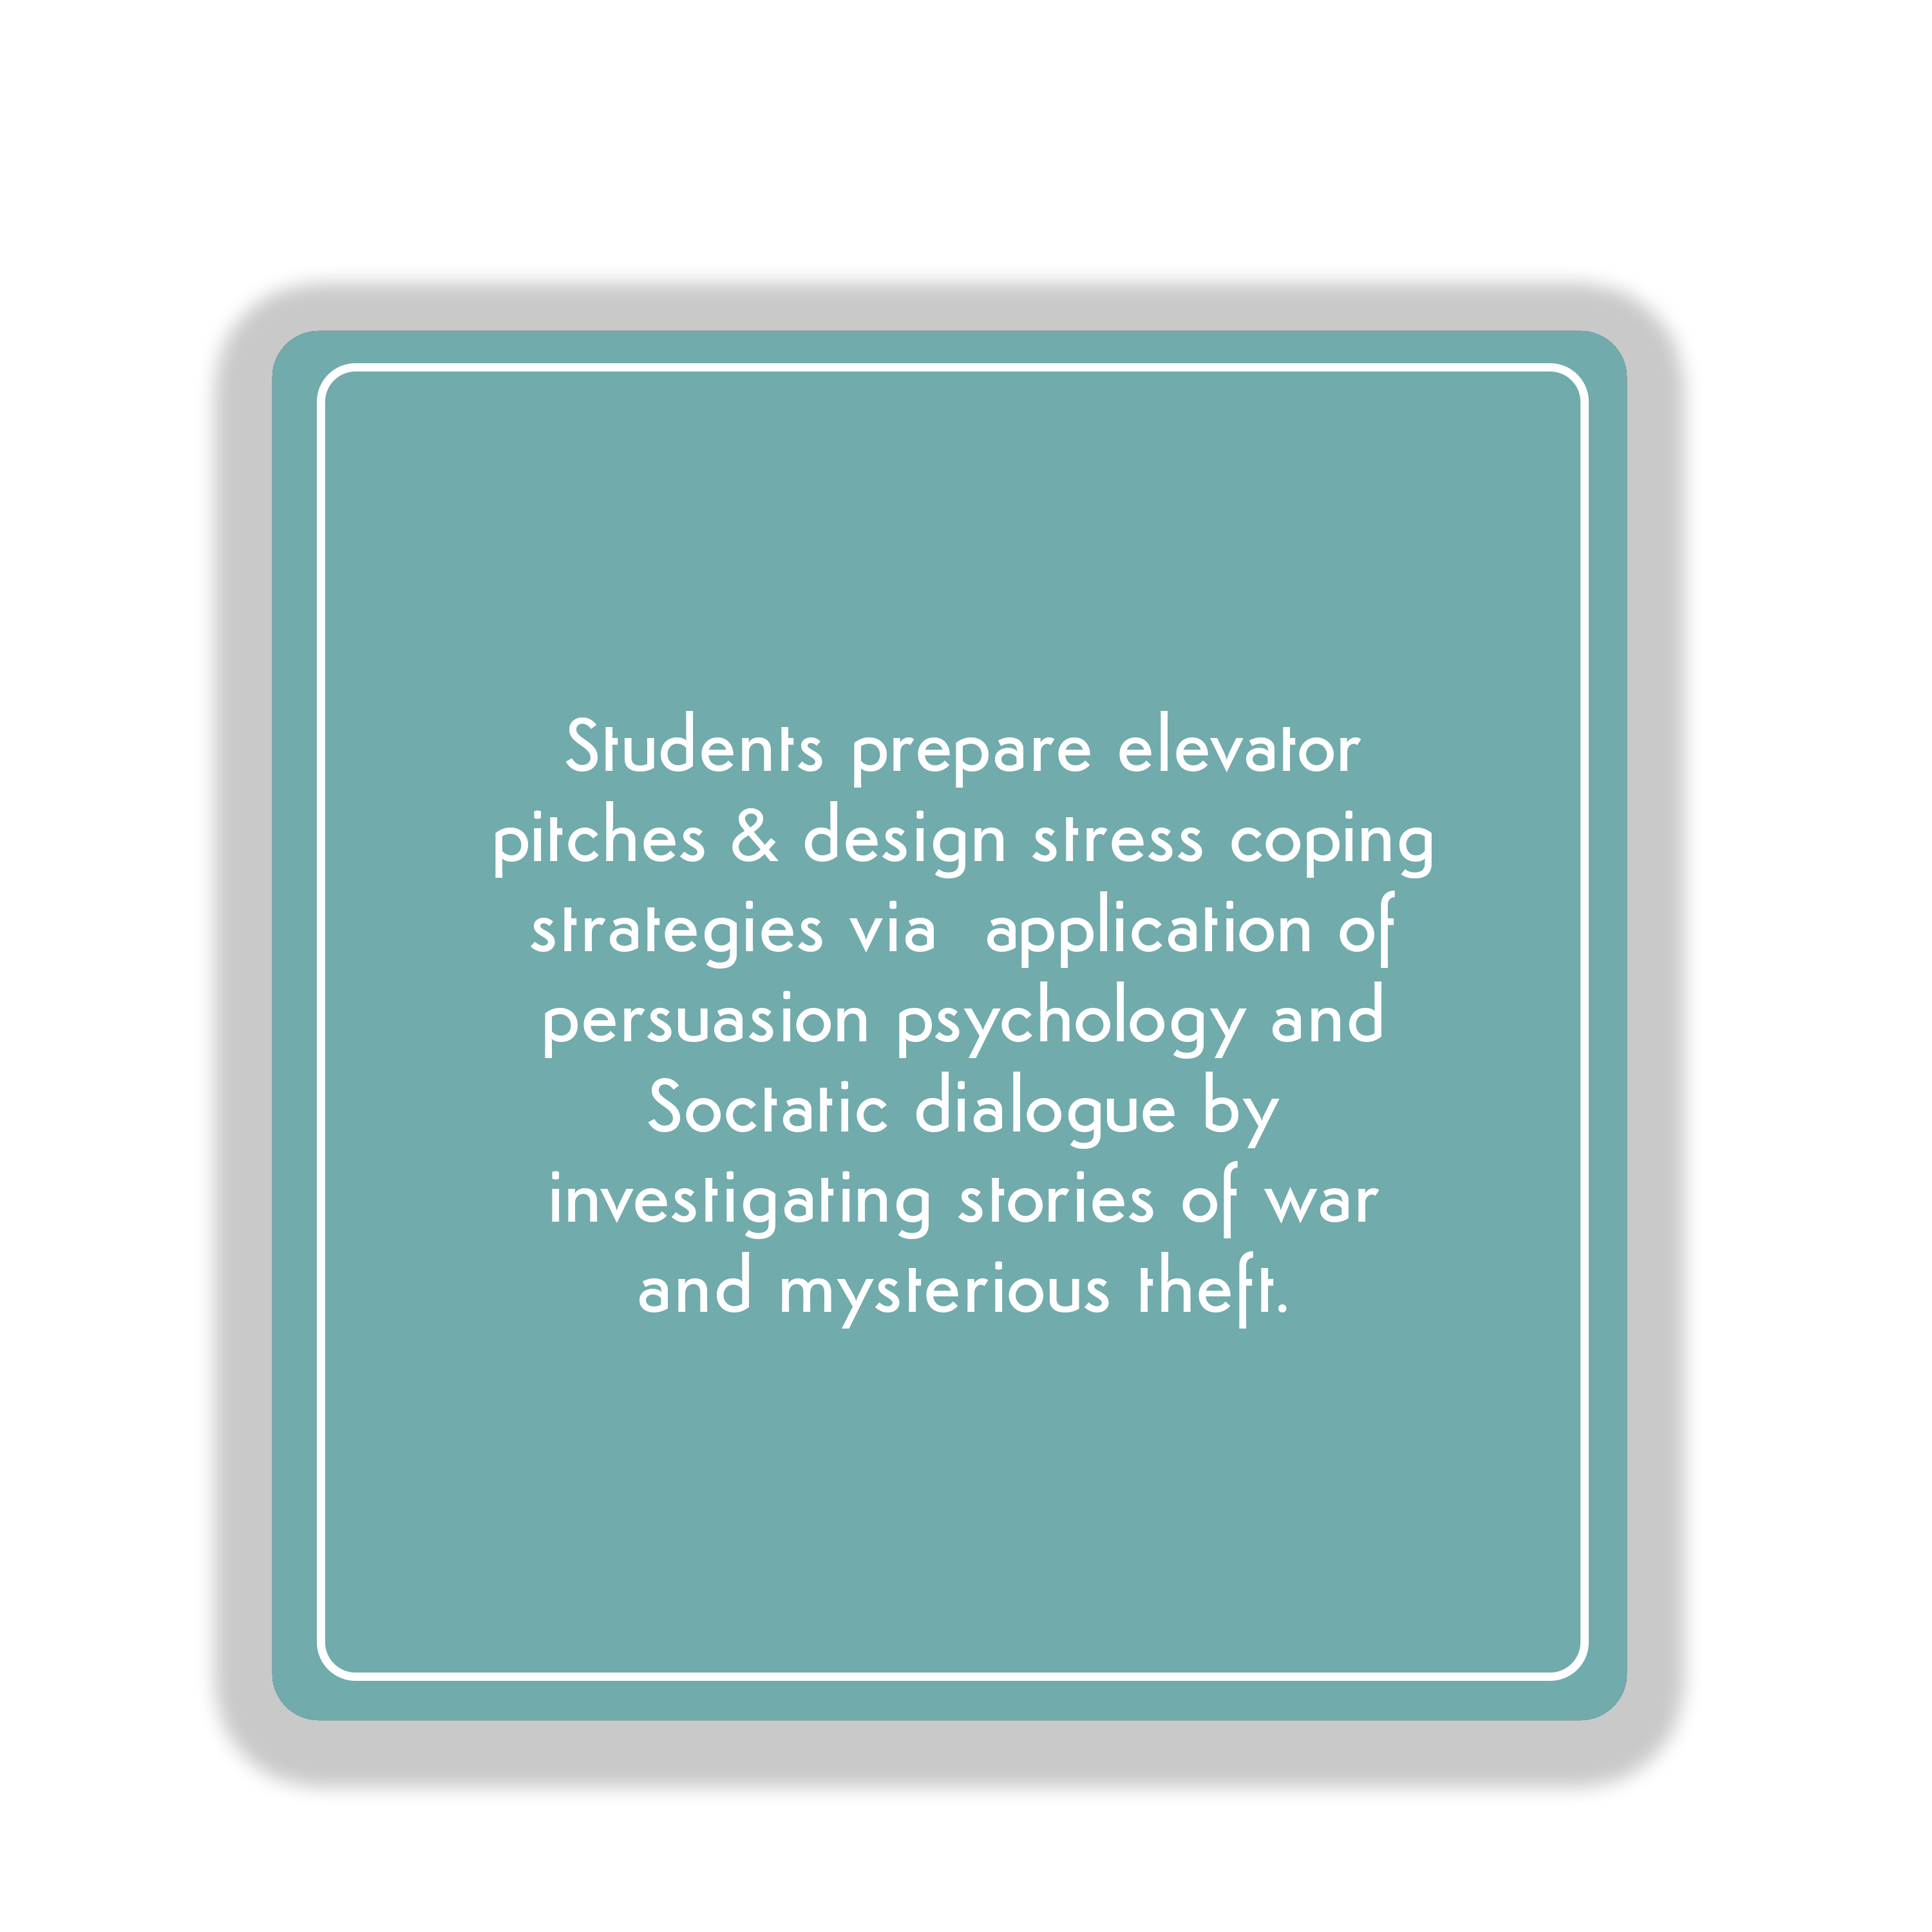 Students prepare elevator
pitches & design stress coping
strategies via  application of
persuasion psychology and
Soctatic dialogue by
investigating stories of war
and mysterious theft.